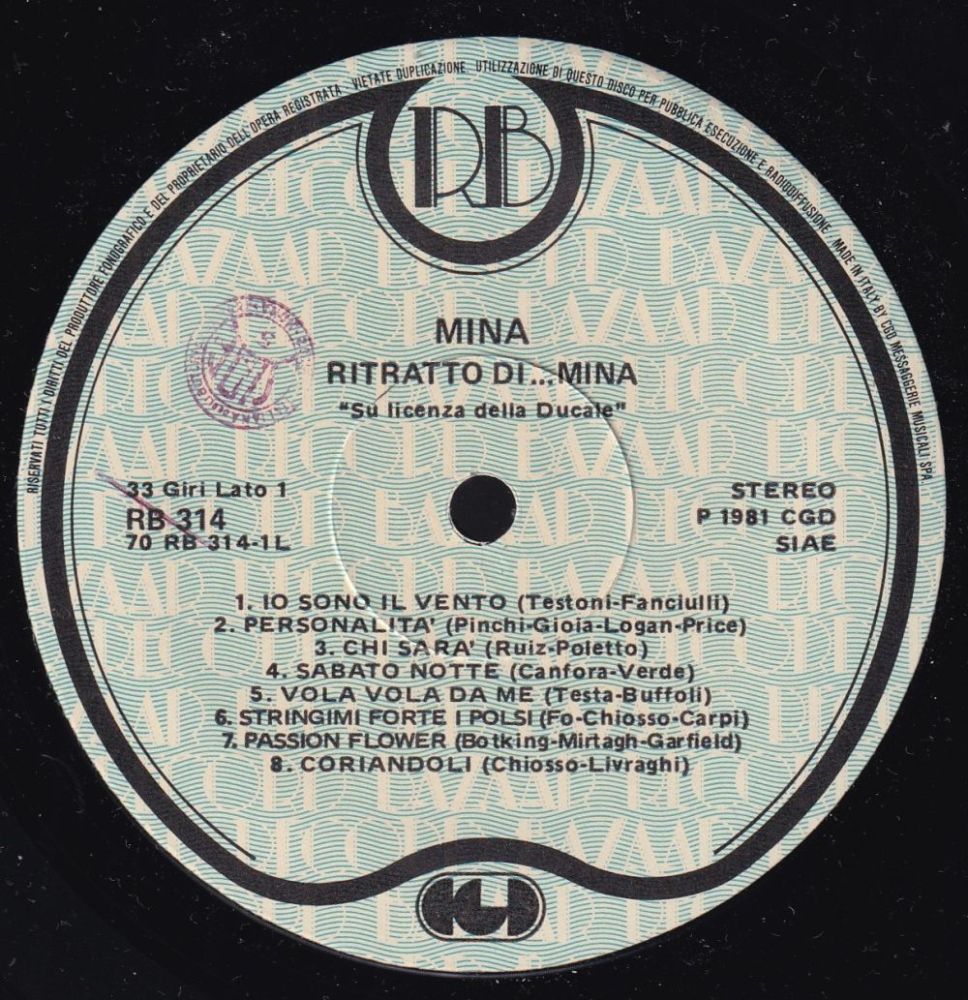 RISERVATI TUTTI I DIRITTI DEL PRODUTTORE FONOGRAFICO E DEL PROPRIETARIO DELL'OPERA REGISTRATA · VIETATE DUPLICAZIONE · UTILIZZAZIONE DI QUESTO DISCO PER PUBBLICA ESECUZIONE E RADIODIFFUSIONE · MADE IN ITALY BY CGD MESSAGGERIE MUSICALI SPA
RB
MINA
RITRATTO DI...MINA
"Su licenza della Ducale"
33 Giri Lato 1
RB 314
70 RB 314-1L
STEREO
P 1981 CGD
SIAE
1. IO SONO IL VENTO (Testoni-Fanciulli)
2. PERSONALITA' (Pinchi-Gioia-Logan-Price)
3. CHI SARA' (Ruiz-Poletto)
4. SABATO NOTTE (Canfora-Verde)
5. VOLA VOLA DA ME (Testa-Buffoli)
6. STRINGIMI FORTE I POLSI (Fo-Chiosso-Carpi)
7. PASSION FLOWER (Botking-Mirtagh-Garfield)
8. CORIANDOLI (Chiosso-Livraghi)
CGD